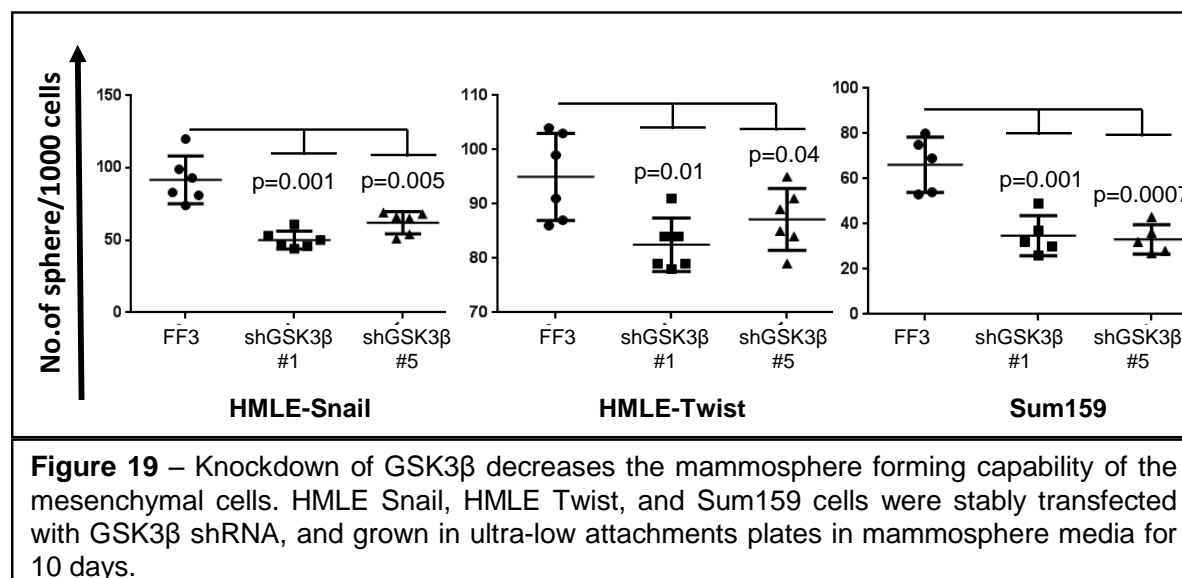 No.of sphere/1000 cells
150
100
50
0
p=0.001
p=0.005
FF3
shGSK3β
#1
shGSK3β
#5
HMLE-Snail
110
100
90
80
70
p=0.01
p=0.04
FF3
shGSK3β
#1
shGSK3β
#5
HMLE-Twist
100
80
60
40
20
0
p=0.001
p=0.0007
FF3
shGSK3β
#1
shGSK3β
#5
Sum159
Figure 19 – Knockdown of GSK3β decreases the mammosphere forming capability of the
mesenchymal cells. HMLE Snail, HMLE Twist, and Sum159 cells were stably transfected
with GSK3β shRNA, and grown in ultra-low attachments plates in mammosphere media for
10 days.